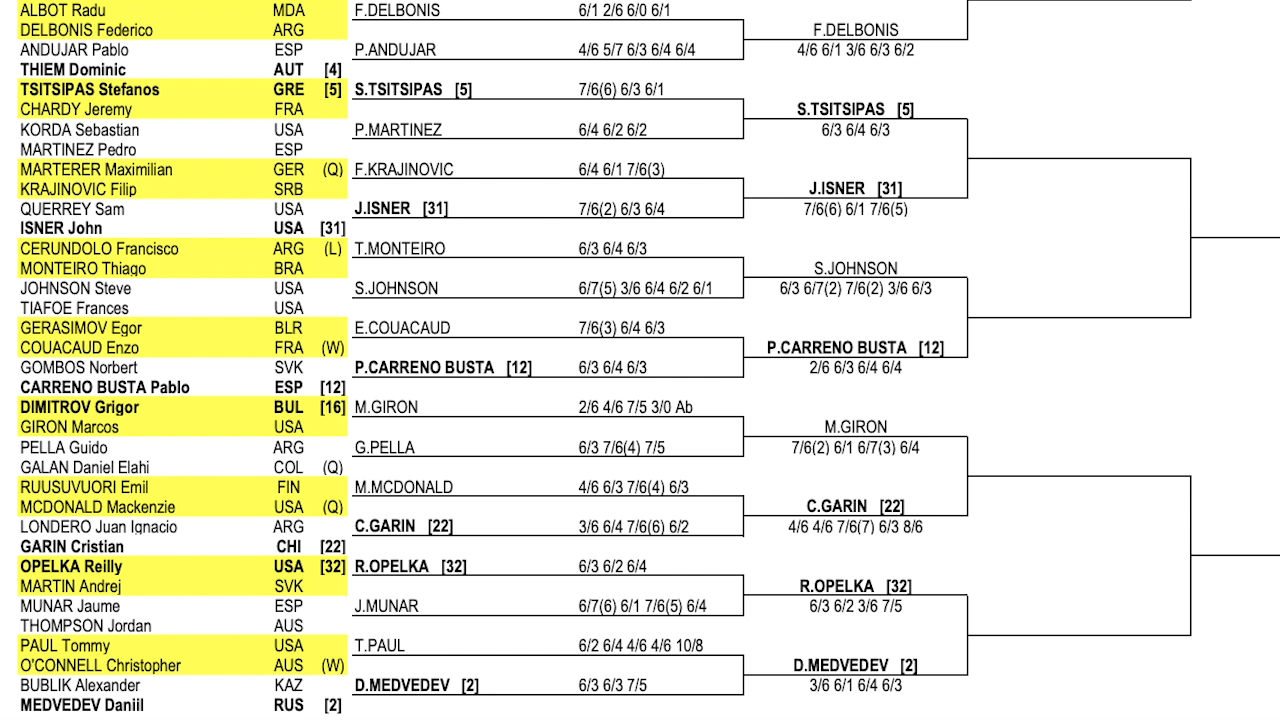 ALBOT Radu MDA F.DELBONIS 6/1 2/6 6/0 6/1
DELBONIS Federico ARG F.DELBONIS
ANDUJAR Pablo ESP P.ANDUJAR 4/6 5/7 6/3 6/4 6/4 4/6 6/1 3/6 6/3 6/2
THIEM Dominic AUT [4]
TSITSIPAS Stefanos GRE [5] S.TSITSIPAS [5] 7/6(6) 6/3 6/1
CHARDY Jeremy FRA S.TSITSIPAS [5]
KORDA Sebastian USA P.MARTINEZ 6/4 6/2 6/2 6/3 6/4 6/3
MARTINEZ Pedro ESP
MARTERER Maximilian GER (Q) F.KRAJINOVIC 6/4 6/1 7/6(3)
KRAJINOVIC Filip SRB J.ISNER [31]
QUERREY Sam USA J.ISNER [31] 7/6(2) 6/3 6/4 7/6(6) 6/1 7/6(5)
ISNER John USA [31]
CERUNDOLO Francisco ARG (L) T.MONTEIRO 6/3 6/4 6/3
MONTEIRO Thiago BRA S.JOHNSON
JOHNSON Steve USA S.JOHNSON 6/7(5) 3/6 6/4 6/2 6/1 6/3 6/7(2) 7/6(2) 3/6 6/3
TIAFOE Frances USA
GERASIMOV Egor BLR E.COUACAUD 7/6(3) 6/4 6/3
COUACAUD Enzo FRA (W) P.CARRENO BUSTA [12]
GOMBOS Norbert SVK P.CARRENO BUSTA [12] 6/3 6/4 6/3 2/6 6/3 6/4 6/4
CARRENO BUSTA Pablo ESP [12]
DIMITROV Grigor BUL [16] M.GIRON 2/6 4/6 7/5 3/0 Ab
GIRON Marcos USA M.GIRON
PELLA Guido ARG G.PELLA 6/3 7/6(4) 7/5 7/6(2) 6/1 6/7(3) 6/4
GALAN Daniel Elahi COL (Q)
RUUSUVUORI Emil FIN M.MCDONALD 4/6 6/3 7/6(4) 6/3
MCDONALD Mackenzie USA (Q) C.GARIN [22]
LONDERO Juan Ignacio ARG C.GARIN [22] 3/6 6/4 7/6(6) 6/2 4/6 4/6 7/6(7) 6/3 8/6
GARIN Cristian CHI [22]
OPELKA Reilly USA [32] R.OPELKA [32] 6/3 6/2 6/4
MARTIN Andrej SVK R.OPELKA [32]
MUNAR Jaume ESP J.MUNAR 6/7(6) 6/1 7/6(5) 6/4 6/3 6/2 3/6 7/5
THOMPSON Jordan AUS
PAUL Tommy USA T.PAUL 6/2 6/4 4/6 4/6 10/8
O'CONNELL Christopher AUS (W) D.MEDVEDEV [2]
BUBLIK Alexander KAZ D.MEDVEDEV [2] 6/3 6/3 7/5 3/6 6/1 6/4 6/3
MEDVEDEV Daniil RUS [2]